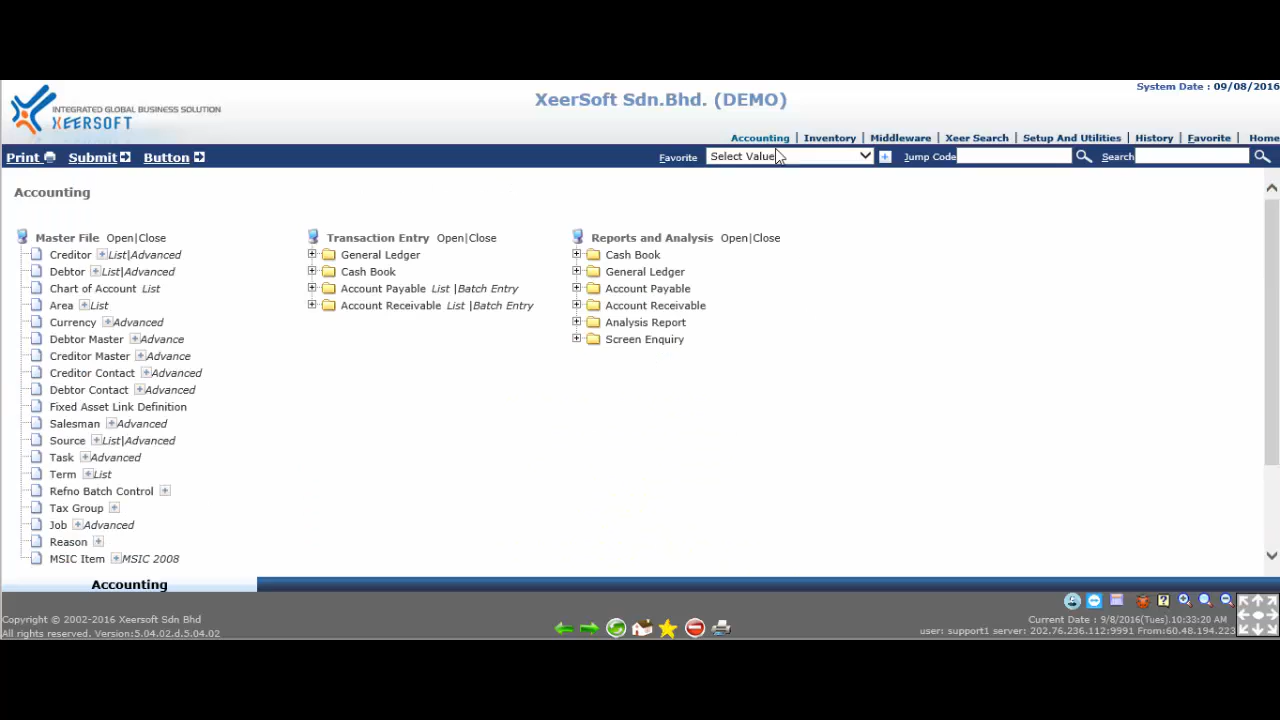 System Date : 09/08/2016
INTEGRATED GLOBAL BUSINESS SOLUTION
XEERSOFT
XeerSoft Sdn.Bhd. (DEMO)
Accounting | Inventory | Middleware | Xeer Search | Setup And Utilities | History | Favorite | Home
Print Submit Button Favorite Select Value Jump Code Search
Accounting
Master File Open|Close
Creditor List|Advanced
Debtor List|Advanced
Chart of Account List
Area List
Currency Advanced
Debtor Master Advance
Creditor Master Advance
Creditor Contact Advanced
Debtor Contact Advanced
Fixed Asset Link Definition
Salesman Advanced
Source List|Advanced
Task Advanced
Term List
Refno Batch Control
Tax Group
Job Advanced
Reason
MSIC Item MSIC 2008
Transaction Entry Open|Close
General Ledger
Cash Book
Account Payable List |Batch Entry
Account Receivable List |Batch Entry
Reports and Analysis Open|Close
Cash Book
General Ledger
Account Payable
Account Receivable
Analysis Report
Screen Enquiry
Accounting
Copyright © 2002-2016 Xeersoft Sdn Bhd
All rights reserved. Version:5.04.02.d.5.04.02
Current Date : 9/8/2016(Tues).10:33:20 AM
user: support1 server: 202.76.236.112:9991 From:60.48.194.223